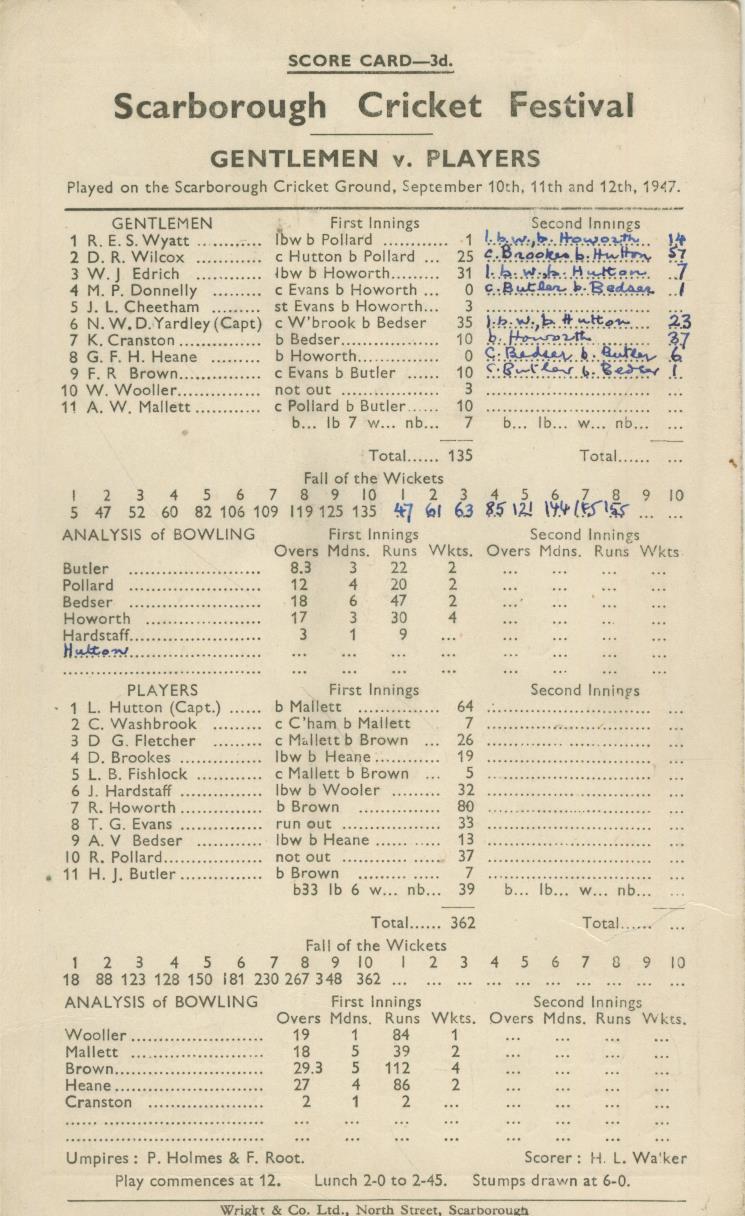 SCORE CARD—3d.
Scarborough Cricket Festival
GENTLEMEN v. PLAYERS
Played on the Scarborough Cricket Ground, September 10th, 11th and 12th, 1947.
GENTLEMEN First Innings Second Innings
1 R. E. S. Wyatt ........... lbw b Pollard ........... 1 l.b.w., b. Howorth 14
2 D. R. Wilcox ............. c Hutton b Pollard ... 25 c. Brookes b. Hutton 57
3 W. J Edrich ............... lbw b Howorth...... 31 l.b.w. b Hutton 7
4 M. P. Donnelly ......... c Evans b Howorth ... 0 c. Butler b. Bedser 1
5 J. L. Cheetham ......... st Evans b Howorth... 3 ........................ ...
6 N. W. D. Yardley (Capt) c W'brook b Bedser 35 l.b.w., b Hutton 23
7 K. Cranston ............... b Bedser............... 10 b. Howorth 37
8 G. F. H. Heane ......... b Howorth............ 0 C. Bedser b. Butler 6
9 F. R Brown............... c Evans b Butler ...... 10 c. Butler b. Bedser 1
10 W. Wooller............... not out ............... 3 ........................ ...
11 A. W. Mallett............ c Pollard b Butler...... 10 ........................ ...
b... lb 7 w... nb... 7 b... lb... w... nb... ...
Total...... 135 Total...... ...
Fall of the Wickets
1 2 3 4 5 6 7 8 9 10 1 2 3 4 5 6 7 8 9 10
5 47 52 60 82 106 109 119 125 135 47 61 63 85 121 144 155 ... ...
ANALYSIS of BOWLING First Innings Second Innings
Overs Mdns. Runs Wkts. Overs Mdns. Runs Wkts
Butler .................. 8.3 3 22 2 ... ... ... ...
Pollard .................. 12 4 20 2 ... ... ... ...
Bedser .................. 18 6 47 2 ... ... ... ...
Howorth .................. 17 3 30 4 ... ... ... ...
Hardstaff.................. 3 1 9 ... ... ... ... ...
Hutton.................. ... ... ... ... ... ... ... ...
........................... ... ... ... ... ... ... ... ...
PLAYERS First Innings Second Innings
1 L. Hutton (Capt.) ...... b Mallett ............... 64 ........................ ...
2 C. Washbrook ......... c C'ham b Mallett 7 ........................ ...
3 D G. Fletcher ......... c Mallett b Brown ... 26 ........................ ...
4 D. Brookes ............... lbw b Heane............ 19 ........................ ...
5 L. B. Fishlock ............ c Mallett b Brown ... 5 ........................ ...
6 J. Hardstaff ............... lbw b Wooler ......... 32 ........................ ...
7 R. Howorth ............... b Brown ............... 80 ........................ ...
8 T. G. Evans ............... run out .................. 33 ........................ ...
9 A. V Bedser ............ lbw b Heane ............ 13 ........................ ...
10 R. Pollard.................. not out .................. 37 ........................ ...
11 H. J. Butler ............... b Brown .................. 7 ........................ ...
b33 lb 6 w... nb... 39 b... lb... w... nb... ...
Total...... 362 Total...... ...
Fall of the Wickets
1 2 3 4 5 6 7 8 9 10 1 2 3 4 5 6 7 8 9 10
18 88 123 128 150 181 230 267 348 362 ... ... ... ... ... ... ... ... ... ...
ANALYSIS of BOWLING First Innings Second Innings
Overs Mdns. Runs Wkts. Overs Mdns. Runs Wkts.
Wooller .................. 19 1 84 1 ... ... ... ...
Mallett .................. 18 5 39 2 ... ... ... ...
Brown..................... 29.3 5 112 4 ... ... ... ...
Heane..................... 27 4 86 2 ... ... ... ...
Cranston .................. 2 1 2 ... ... ... ... ...
........................... ... ... ... ... ... ... ... ...
........................... ... ... ... ... ... ... ... ...
Umpires : P. Holmes & F. Root. Scorer : H. L. Walker
Play commences at 12. Lunch 2-0 to 2-45. Stumps drawn at 6-0.
Wright & Co. Ltd., North Street, Scarborough